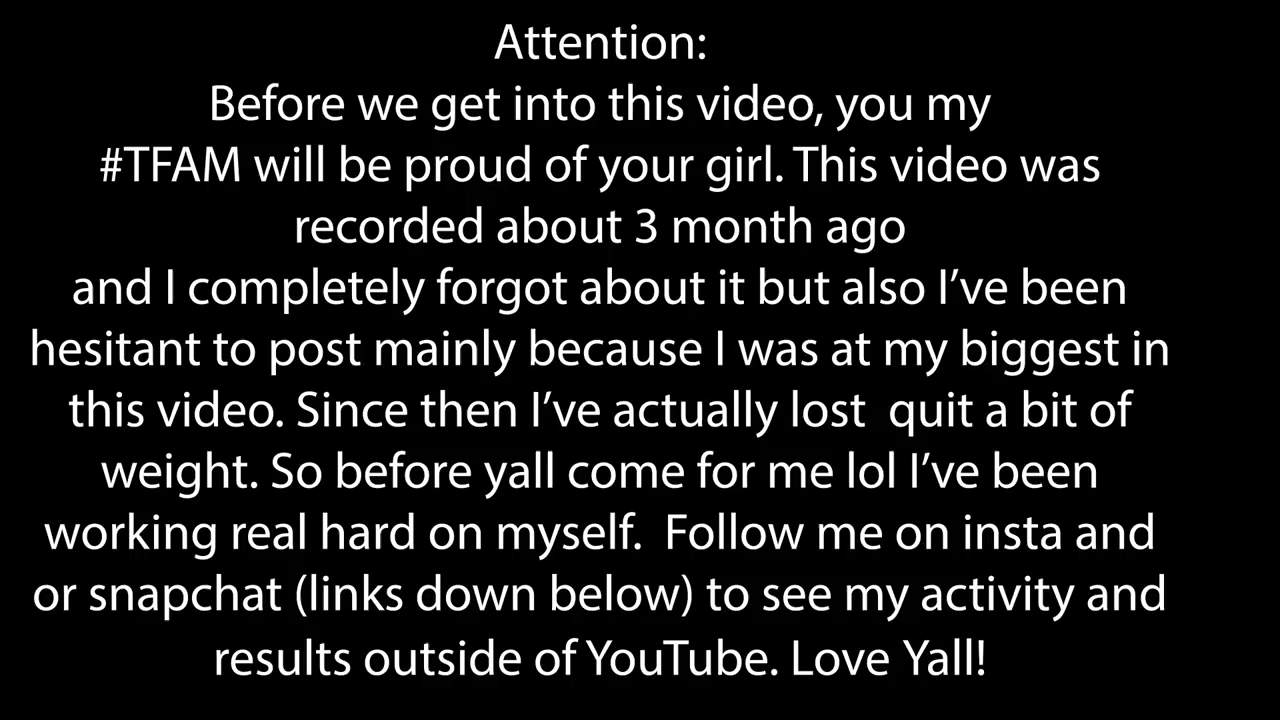 Attention:
Before we get into this video, you my
#TFAM will be proud of your girl. This video was
recorded about 3 month ago
and I completely forgot about it but also I’ve been
hesitant to post mainly because I was at my biggest in
this video. Since then I’ve actually lost  quit a bit of
weight. So before yall come for me lol I’ve been
working real hard on myself.  Follow me on insta and
or snapchat (links down below) to see my activity and
results outside of YouTube. Love Yall!